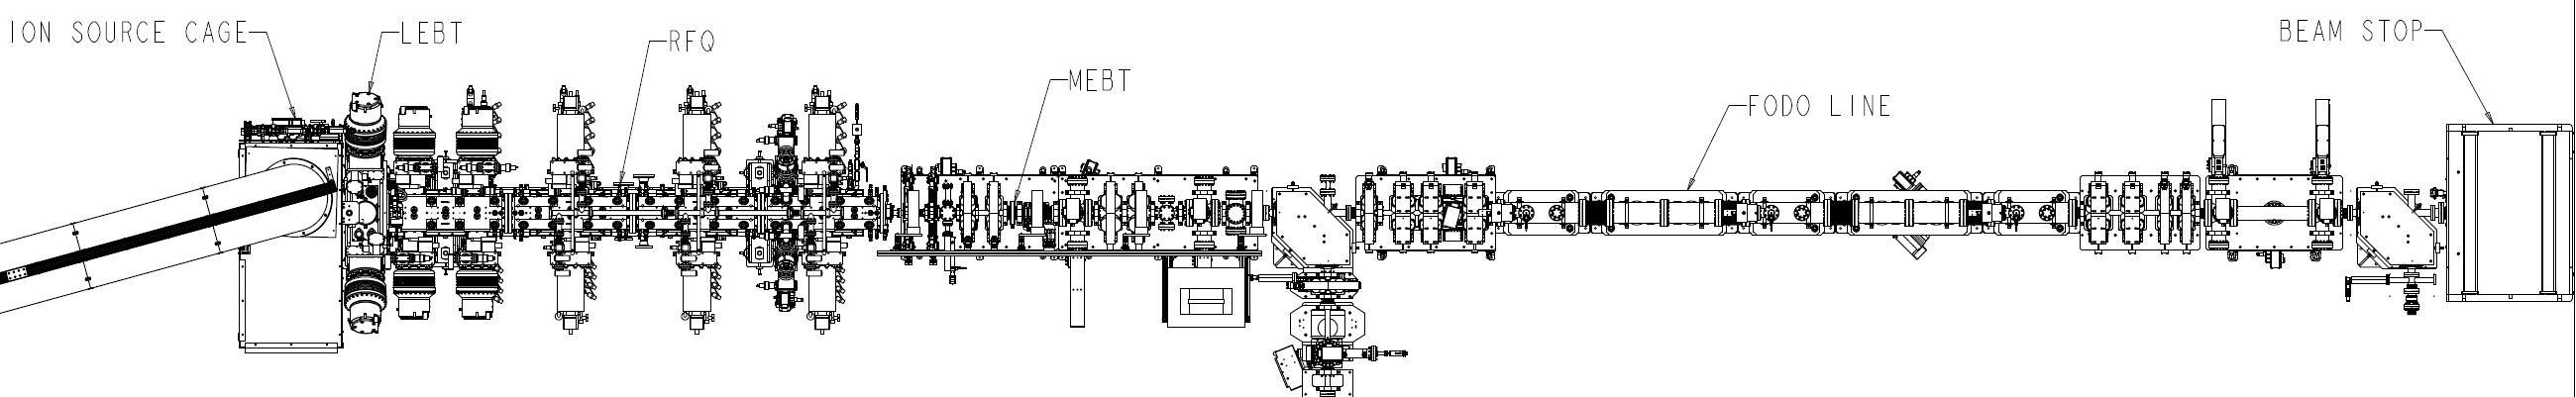 ION SOURCE CAGE
LEBT
RFQ
MEBT
FODO LINE
BEAM STOP